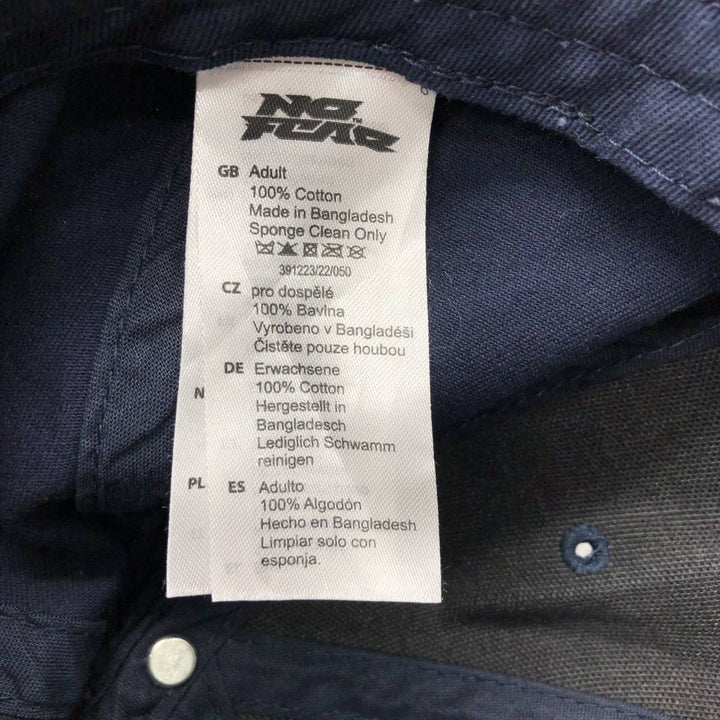 NO
FEAR
TM
GB Adult
100% Cotton
Made in Bangladesh
Sponge Clean Only
391223/22/050
CZ pro dospělé
100% Bavlna
Vyrobeno v Bangladéši
Čistěte pouze houbou
DE Erwachsene
100% Cotton
Hergestellt in
Bangladesch
Lediglich Schwamm
reinigen
N
PL
ES Adulto
100% Algodón
Hecho en Bangladesh
Limpiar solo con
esponja.